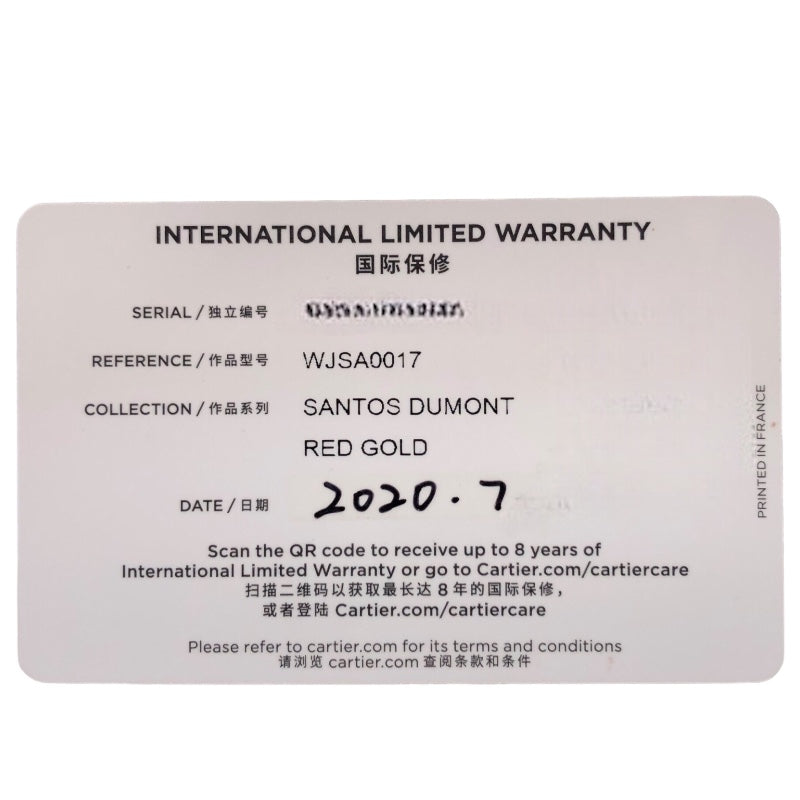 INTERNATIONAL LIMITED WARRANTY
国际保修
SERIAL / 独立编号
REFERENCE / 作品型号 WJSA0017
COLLECTION / 作品系列 SANTOS DUMONT
RED GOLD
DATE / 日期 2020.7
Scan the QR code to receive up to 8 years of
International Limited Warranty or go to Cartier.com/cartiercare
扫描二维码以获取最长达 8 年的国际保修，
或者登陆 Cartier.com/cartiercare
Please refer to cartier.com for its terms and conditions
请浏览 cartier.com 查阅条款和条件
PRINTED IN FRANCE